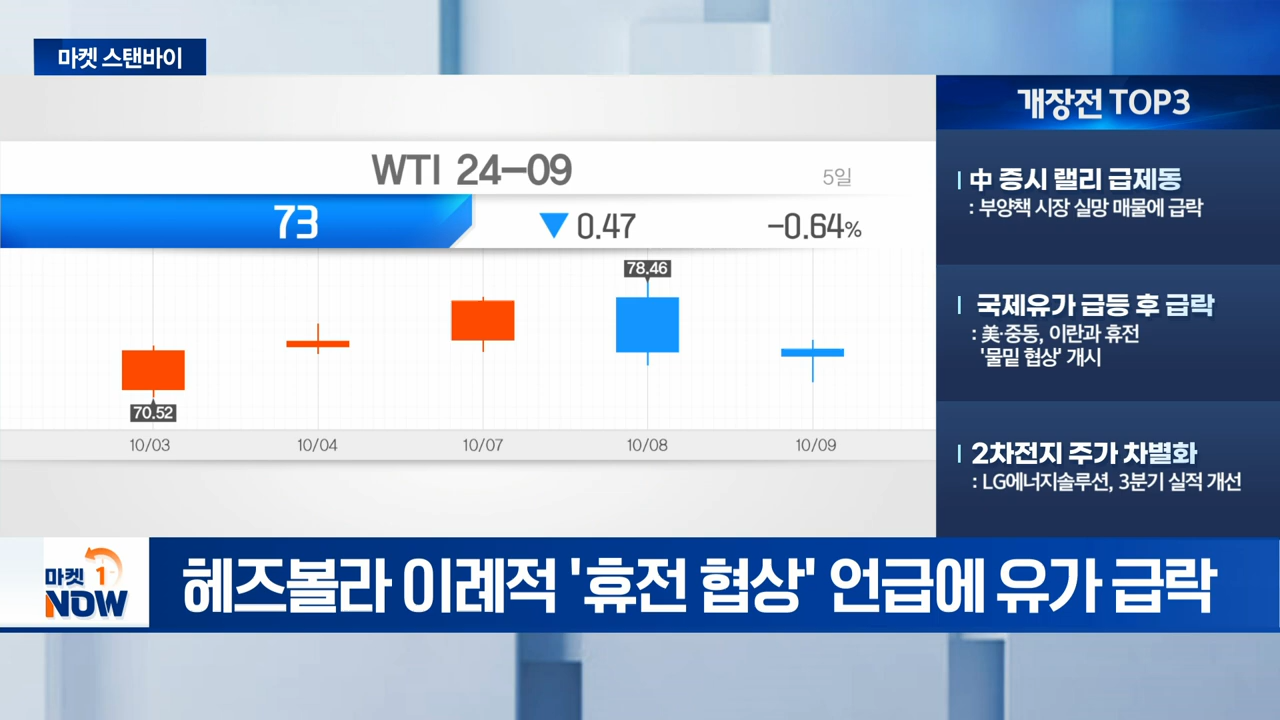 마켓 스탠바이
개장전 TOP3
WTI 24-09
5일
73 ▼ 0.47 -0.64%
78.46
70.52
10/03 10/04 10/07 10/08 10/09
中 증시 랠리 급제동
: 부양책 시장 실망 매물에 급락
국제유가 급등 후 급락
: 美·중동, 이란과 휴전
'물밑 협상' 개시
2차전지 주가 차별화
: LG에너지솔루션, 3분기 실적 개선
마켓 1
NOW
헤즈볼라 이례적 '휴전 협상' 언급에 유가 급락